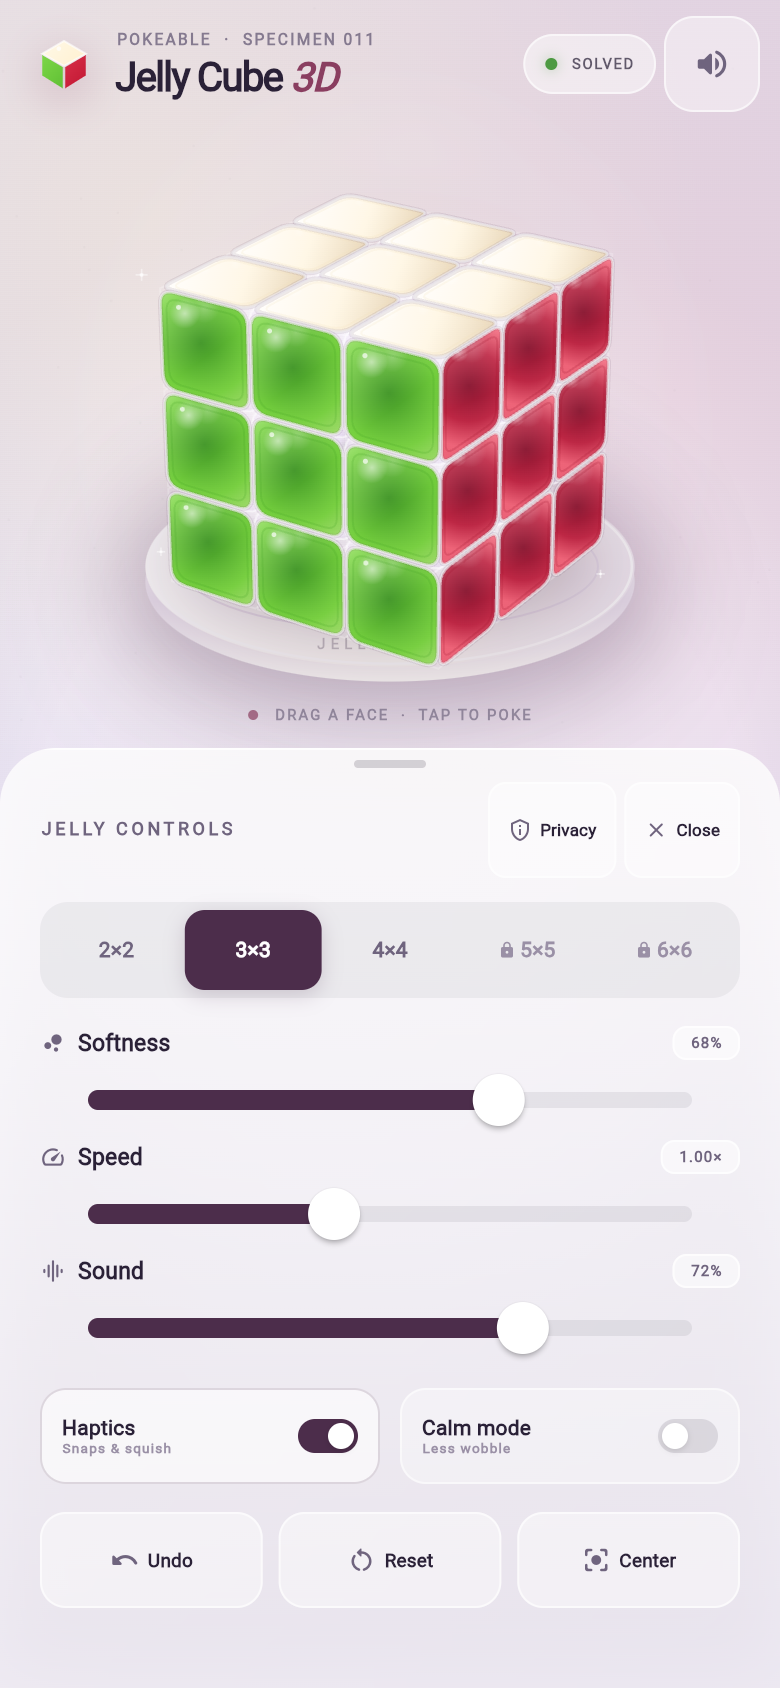 POKEABLE · SPECIMEN 011
Jelly Cube 3D
SOLVED
JELL
DRAG A FACE · TAP TO POKE
JELLY CONTROLS
Privacy
Close
2×2
3×3
4×4
5×5
6×6
Softness
68%
Speed
1.00×
Sound
72%
Haptics
Snaps & squish
Calm mode
Less wobble
Undo
Reset
Center